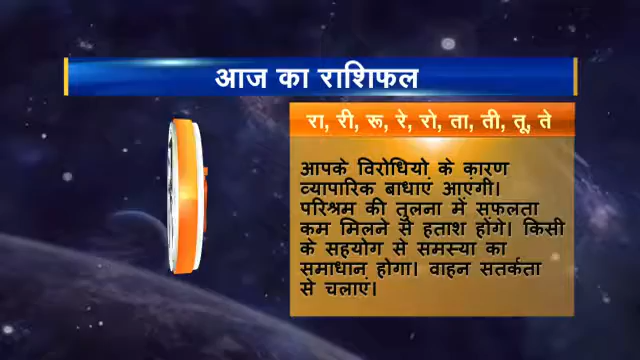 आज का राशिफल
रा, री, रू, रे, रो, ता, ती, तू, ते
आपके विरोधियो के कारण
व्यापारिक बाधाएं आएंगी।
परिश्रम की तुलना में सफलता
कम मिलने से हताश होंगे। किसी
के सहयोग से समस्या का
समाधान होगा। वाहन सतर्कता
से चलाएं।